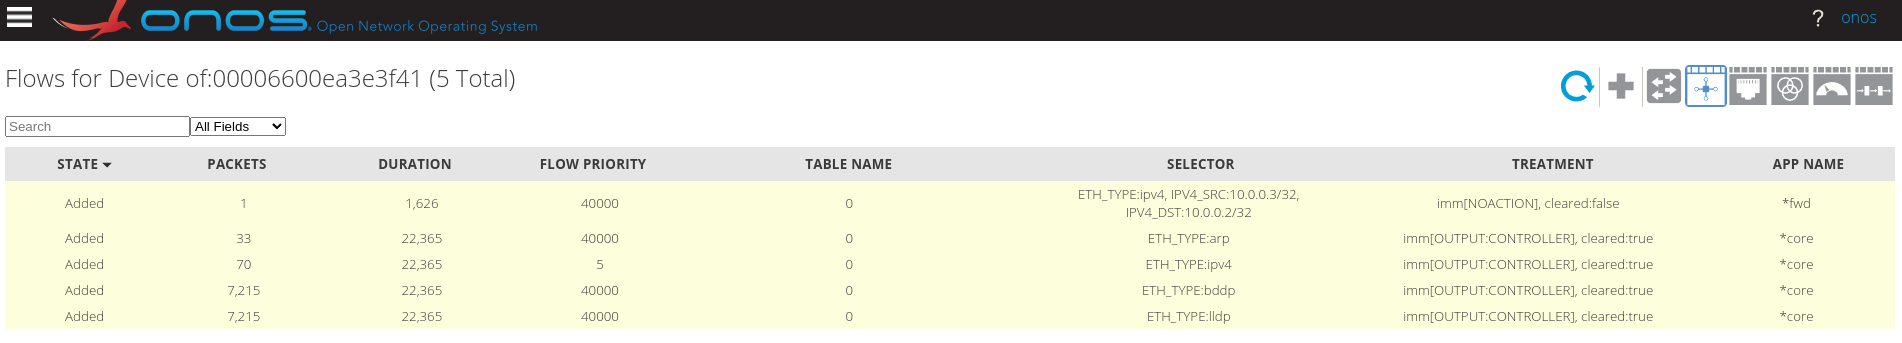 onos Open Network Operating System ? onos
Flows for Device of:00006600ea3e3f41 (5 Total)
Search All Fields
STATE PACKETS DURATION FLOW PRIORITY TABLE NAME SELECTOR TREATMENT APP NAME
Added 1 1,626 40000 0 ETH_TYPE:ipv4, IPV4_SRC:10.0.0.3/32, imm[NOACTION], cleared:false *fwd
IPV4_DST:10.0.0.2/32
Added 33 22,365 40000 0 ETH_TYPE:arp imm[OUTPUT:CONTROLLER], cleared:true *core
Added 70 22,365 5 0 ETH_TYPE:ipv4 imm[OUTPUT:CONTROLLER], cleared:true *core
Added 7,215 22,365 40000 0 ETH_TYPE:bddp imm[OUTPUT:CONTROLLER], cleared:true *core
Added 7,215 22,365 40000 0 ETH_TYPE:lldp imm[OUTPUT:CONTROLLER], cleared:true *core